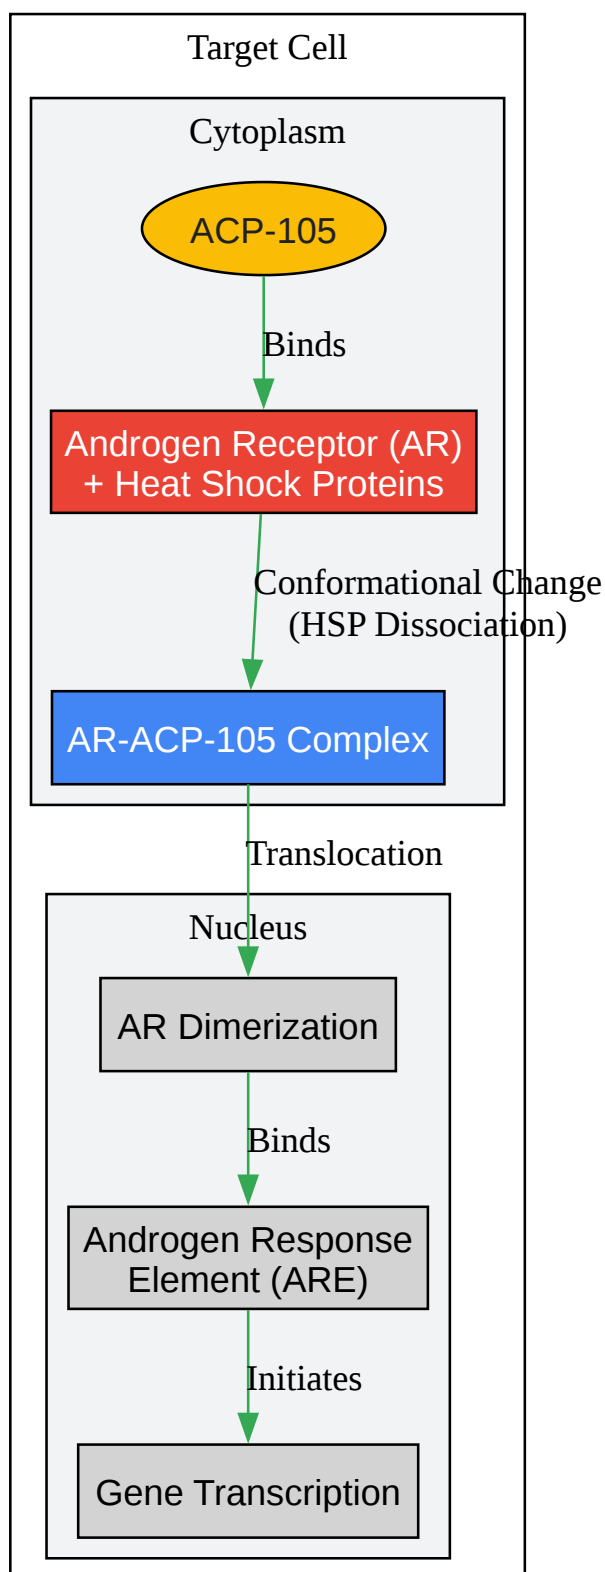 Target Cell
Cytoplasm
ACP-105
Binds
Androgen Receptor (AR)
+ Heat Shock Proteins
Conformational Change
(HSP Dissociation)
AR-ACP-105 Complex
Translocation
Nucleus
AR Dimerization
Binds
Androgen Response
Element (ARE)
Initiates
Gene Transcription